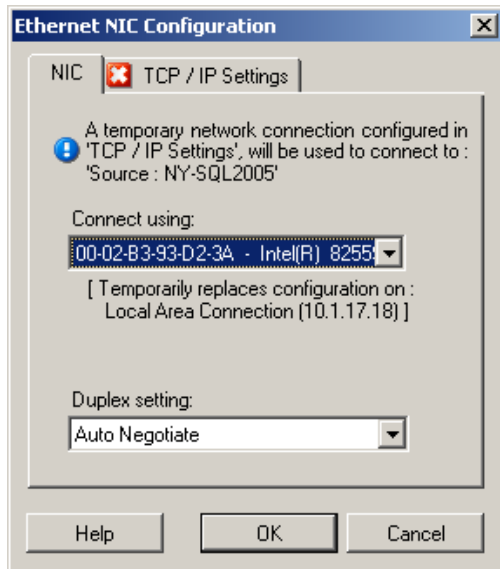 Ethernet NIC Configuration
NIC
TCP / IP Settings
A temporary network connection configured in
'TCP / IP Settings', will be used to connect to :
'Source : NY-SQL2005'
Connect using:
00-02-B3-93-D2-3A - Intel(R)
[ Temporarily replaces configuration on :
Local Area Connection (10.1.17.18) ]
Duplex setting:
Auto Negotiate
Help
OK
Cancel